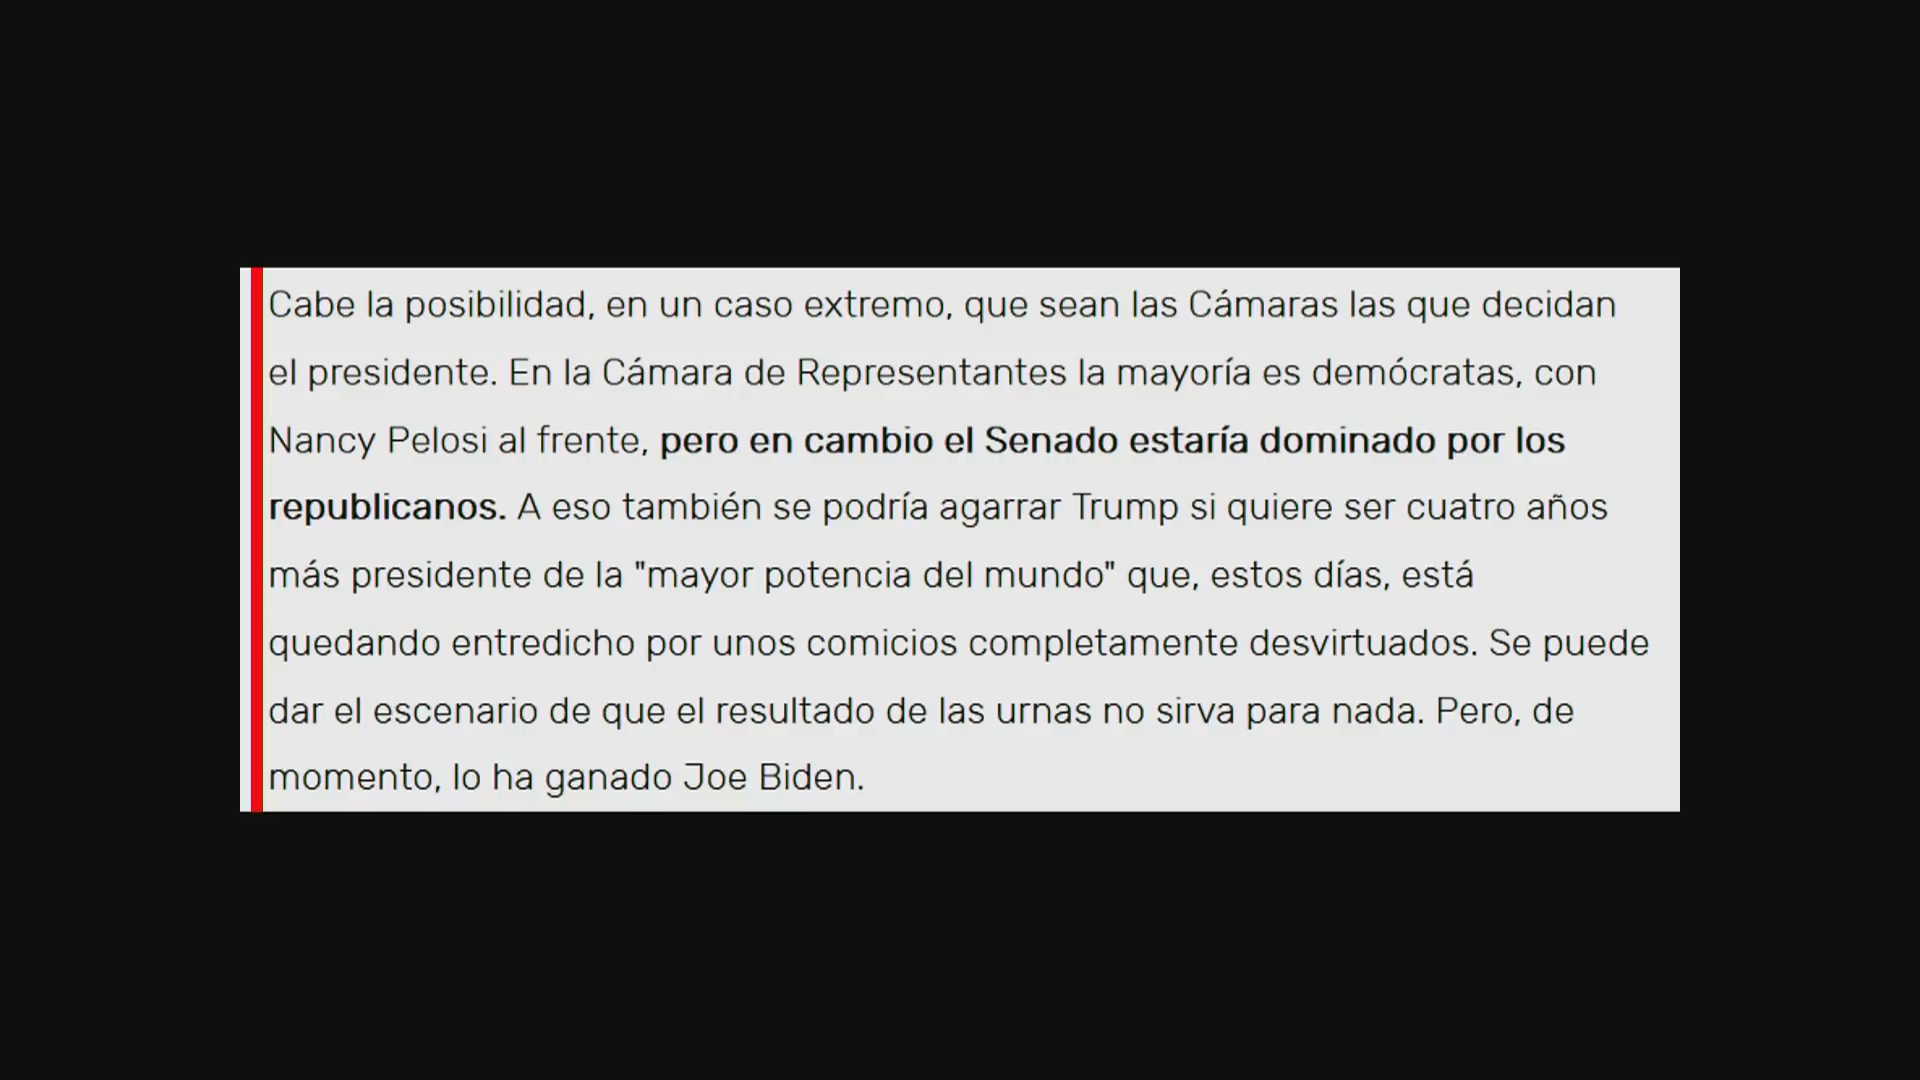 Cabe la posibilidad, en un caso extremo, que sean las Cámaras las que decidan
el presidente. En la Cámara de Representantes la mayoría es demócratas, con
Nancy Pelosi al frente, pero en cambio el Senado estaría dominado por los
republicanos. A eso también se podría agarrar Trump si quiere ser cuatro años
más presidente de la "mayor potencia del mundo" que, estos días, está
quedando entredicho por unos comicios completamente desvirtuados. Se puede
dar el escenario de que el resultado de las urnas no sirva para nada. Pero, de
momento, lo ha ganado Joe Biden.